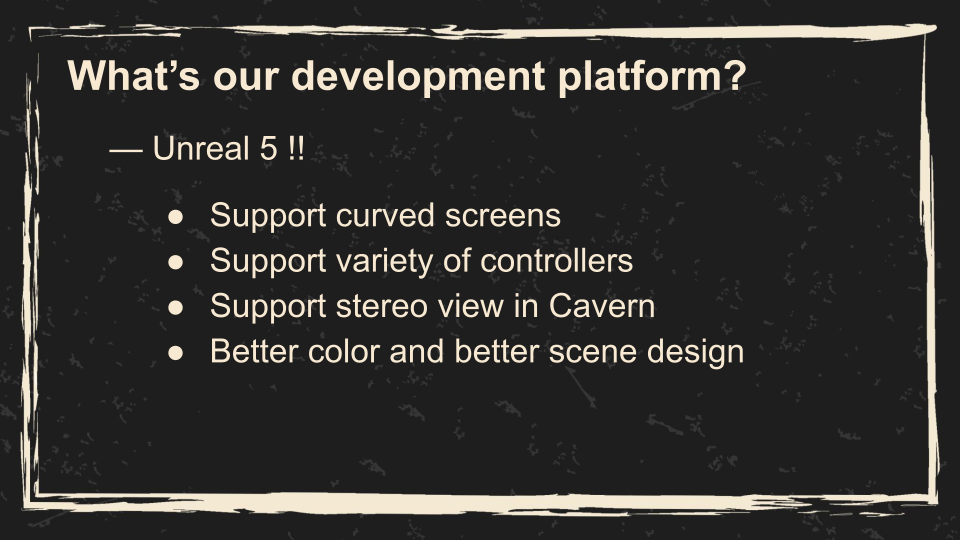 What’s our development platform?
— Unreal 5 !!
● Support curved screens
● Support variety of controllers
● Support stereo view in Cavern
● Better color and better scene design